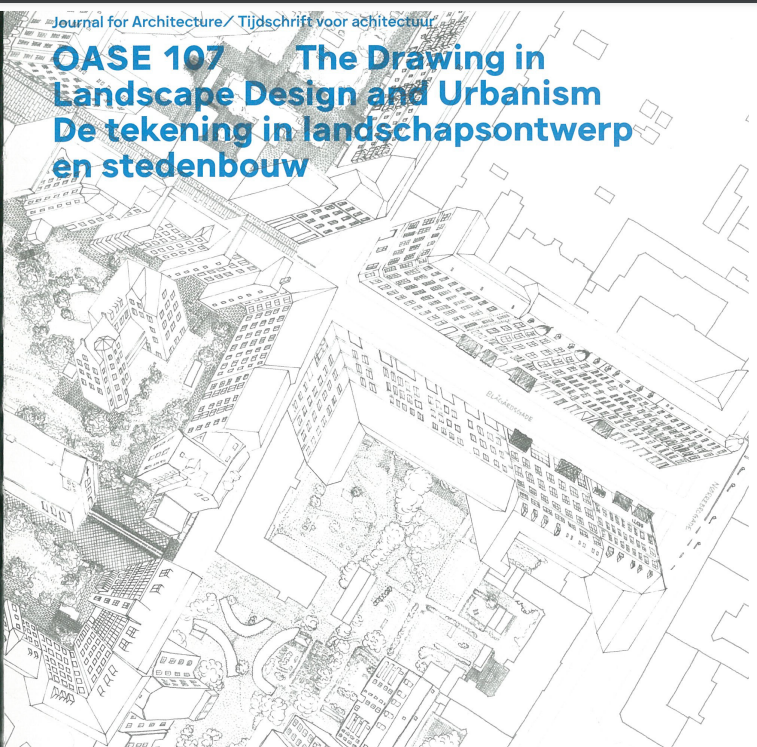 Journal for Architecture/ Tijdschrift voor achitectuur
OASE 107 The Drawing in
Landscape Design and Urbanism
De tekening in landschapsontwerp
en stedenbouw
BLÅGÅRDSGADE